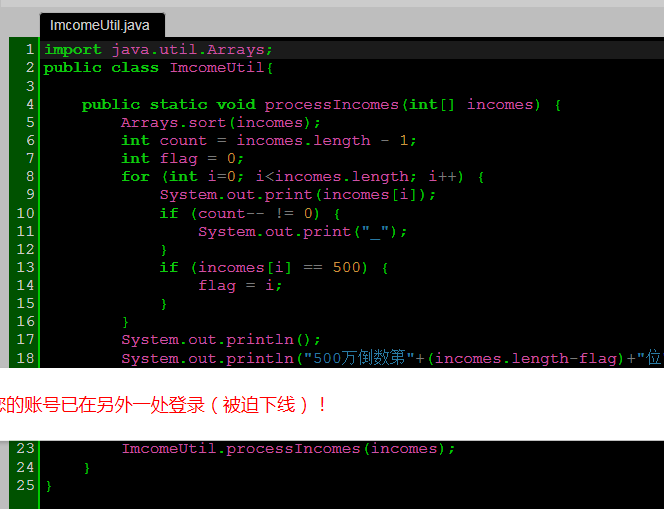 ImcomeUtil.java
1 import java.util.Arrays;
2 public class ImcomeUtil{
3
4 public static void processIncomes(int[] incomes) {
5 Arrays.sort(incomes);
6 int count = incomes.length - 1;
7 int flag = 0;
8 for (int i=0; i<incomes.length; i++) {
9 System.out.print(incomes[i]);
10 if (count-- != 0) {
11 System.out.print("_");
12 }
13 if (incomes[i] == 500) {
14 flag = i;
15 }
16 }
17 System.out.println();
18 System.out.println("500万倒数第"+(incomes.length-flag)+"位
您的账号已在另外一处登录（被迫下线）！
23 ImcomeUtil.processIncomes(incomes);
24 }
25 }